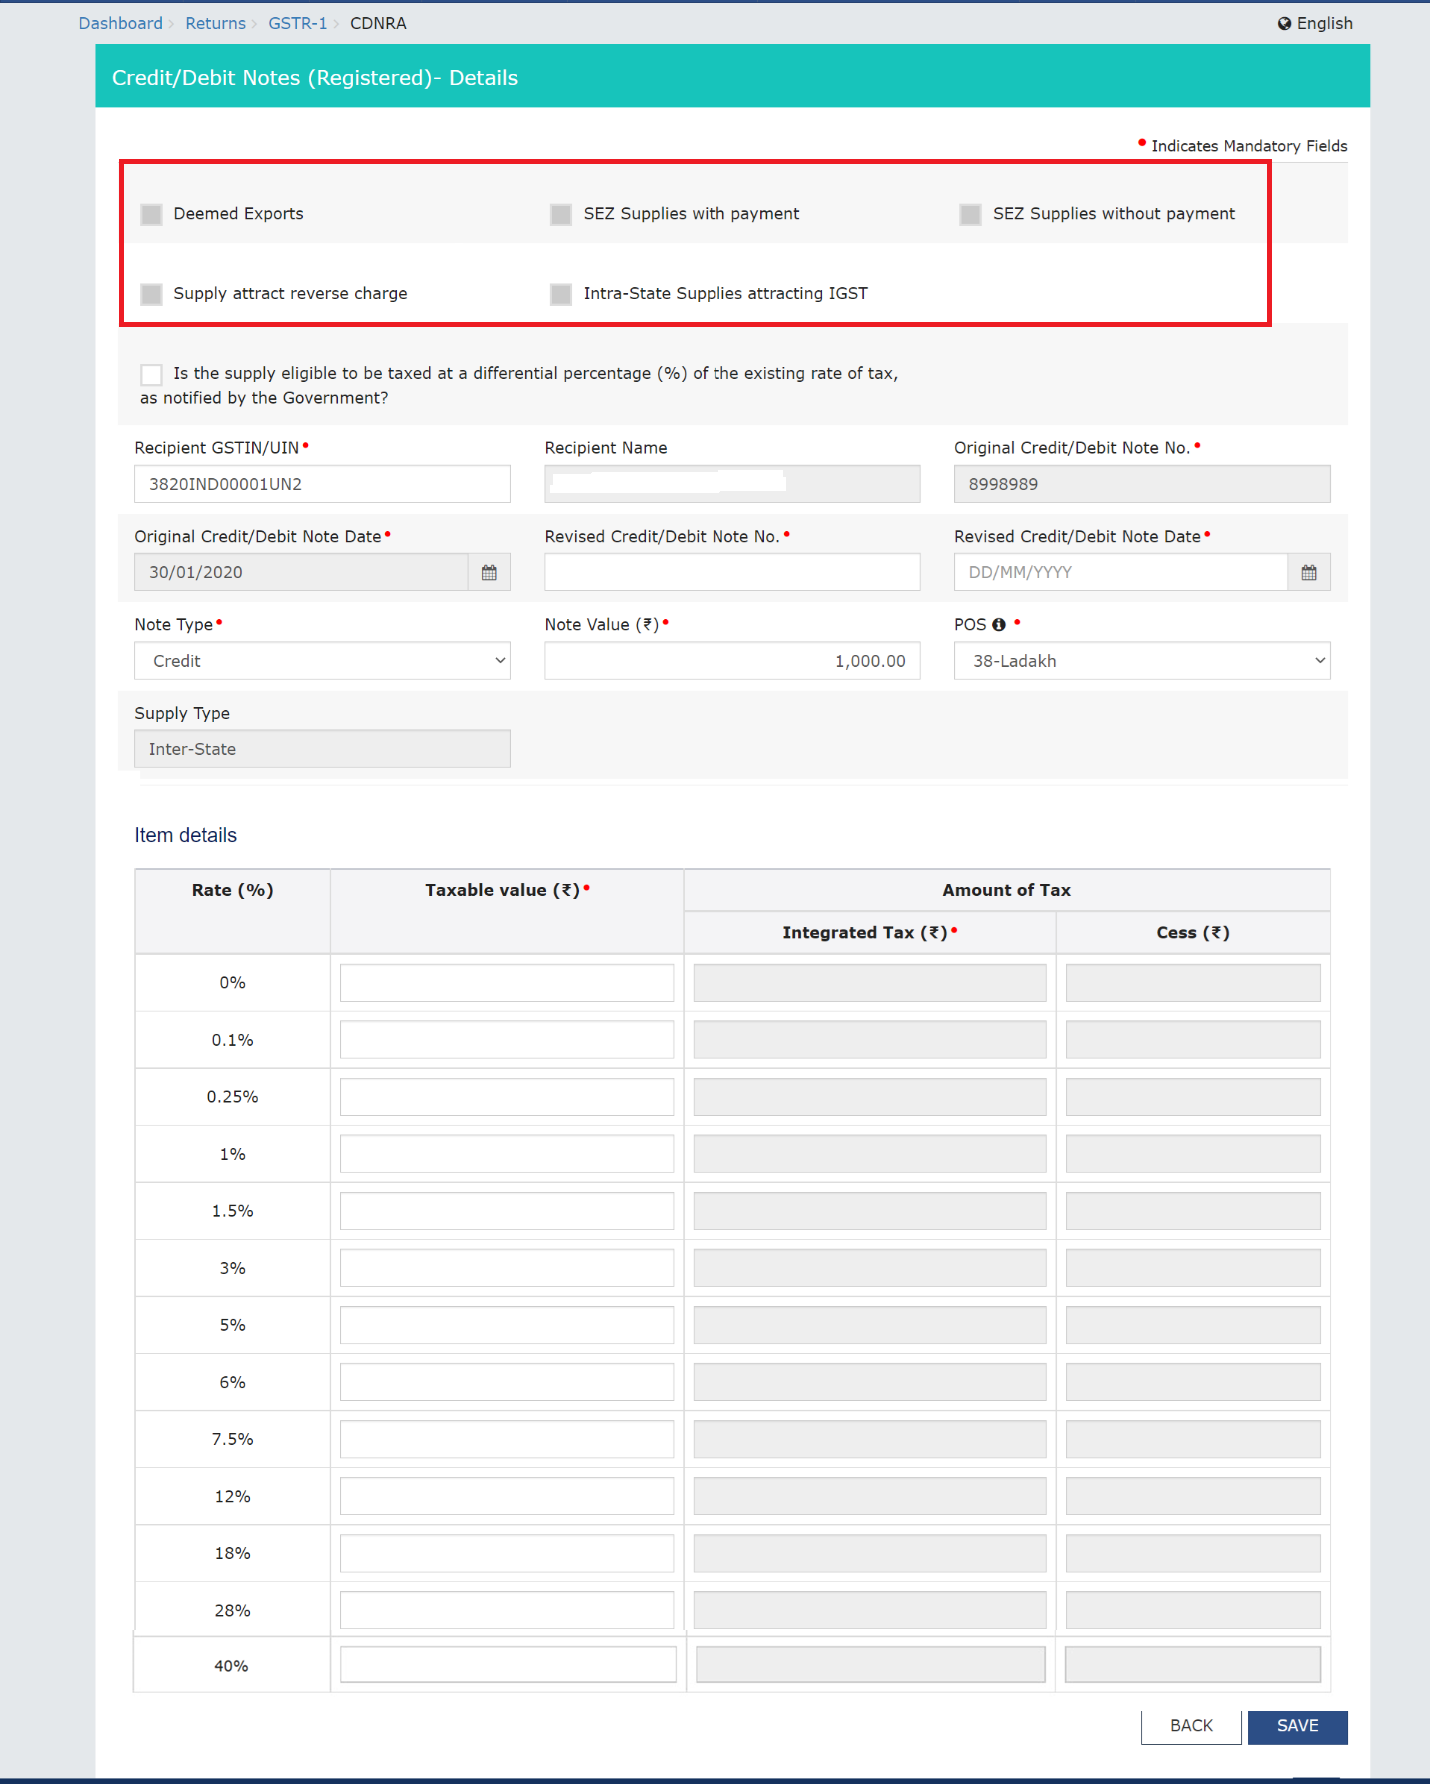 Dashboard > Returns > GSTR-1 > CDNRA English
Credit/Debit Notes (Registered)- Details
• Indicates Mandatory Fields
Deemed Exports SEZ Supplies with payment SEZ Supplies without payment
Supply attract reverse charge Intra-State Supplies attracting IGST
Is the supply eligible to be taxed at a differential percentage (%) of the existing rate of tax,
as notified by the Government?
Recipient GSTIN/UIN• Recipient Name Original Credit/Debit Note No.•
3820IND00001UN2 8998989
Original Credit/Debit Note Date• Revised Credit/Debit Note No.• Revised Credit/Debit Note Date•
30/01/2020 DD/MM/YYYY
Note Type• Note Value (₹)• POS •
Credit 1,000.00 38-Ladakh
Supply Type
Inter-State
Item details
Rate (%) Taxable value (₹)• Amount of Tax
Integrated Tax (₹)• Cess (₹)
0%
0.1%
0.25%
1%
1.5%
3%
5%
6%
7.5%
12%
18%
28%
40%
BACK SAVE